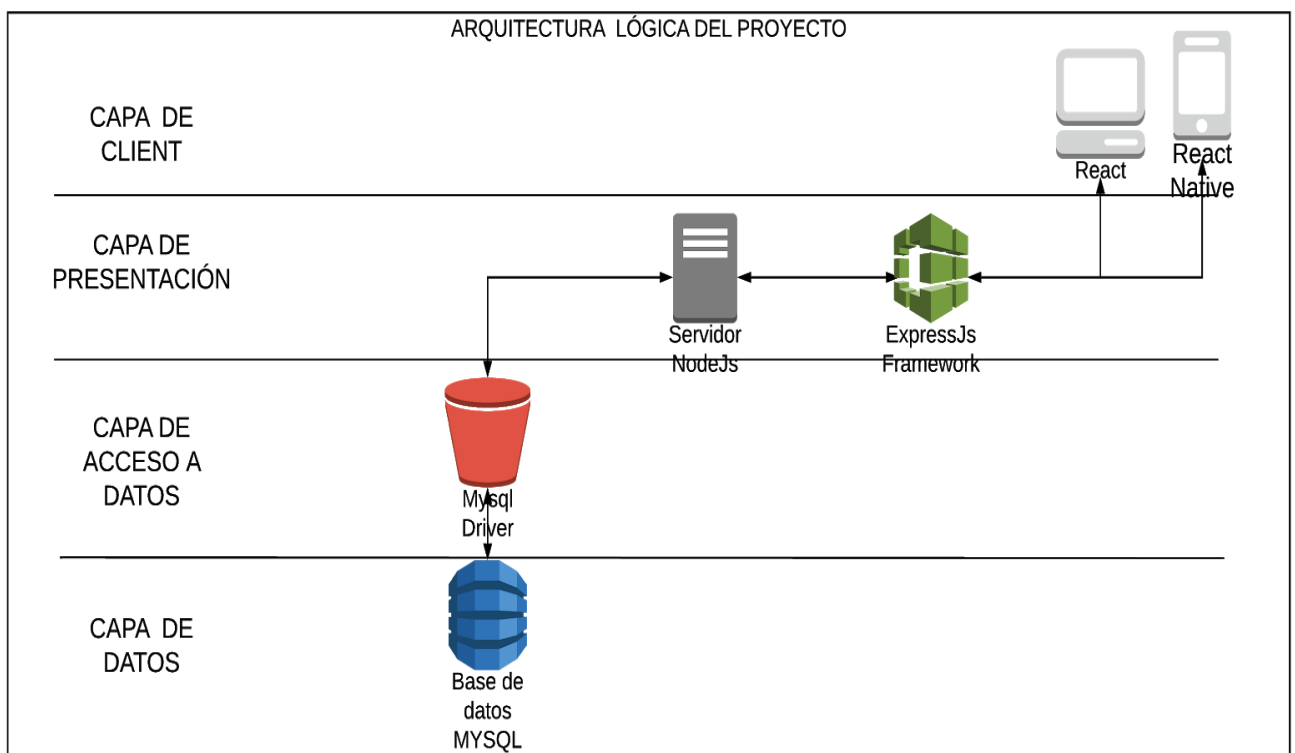 ARQUITECTURA LÓGICA DEL PROYECTO
CAPA DE
CLIENT
React
React
Native
CAPA DE
PRESENTACIÓN
Servidor
NodeJs
ExpressJs
Framework
CAPA DE
ACCESO A
DATOS
Mysql
Driver
CAPA DE
DATOS
Base de
datos
MYSQL